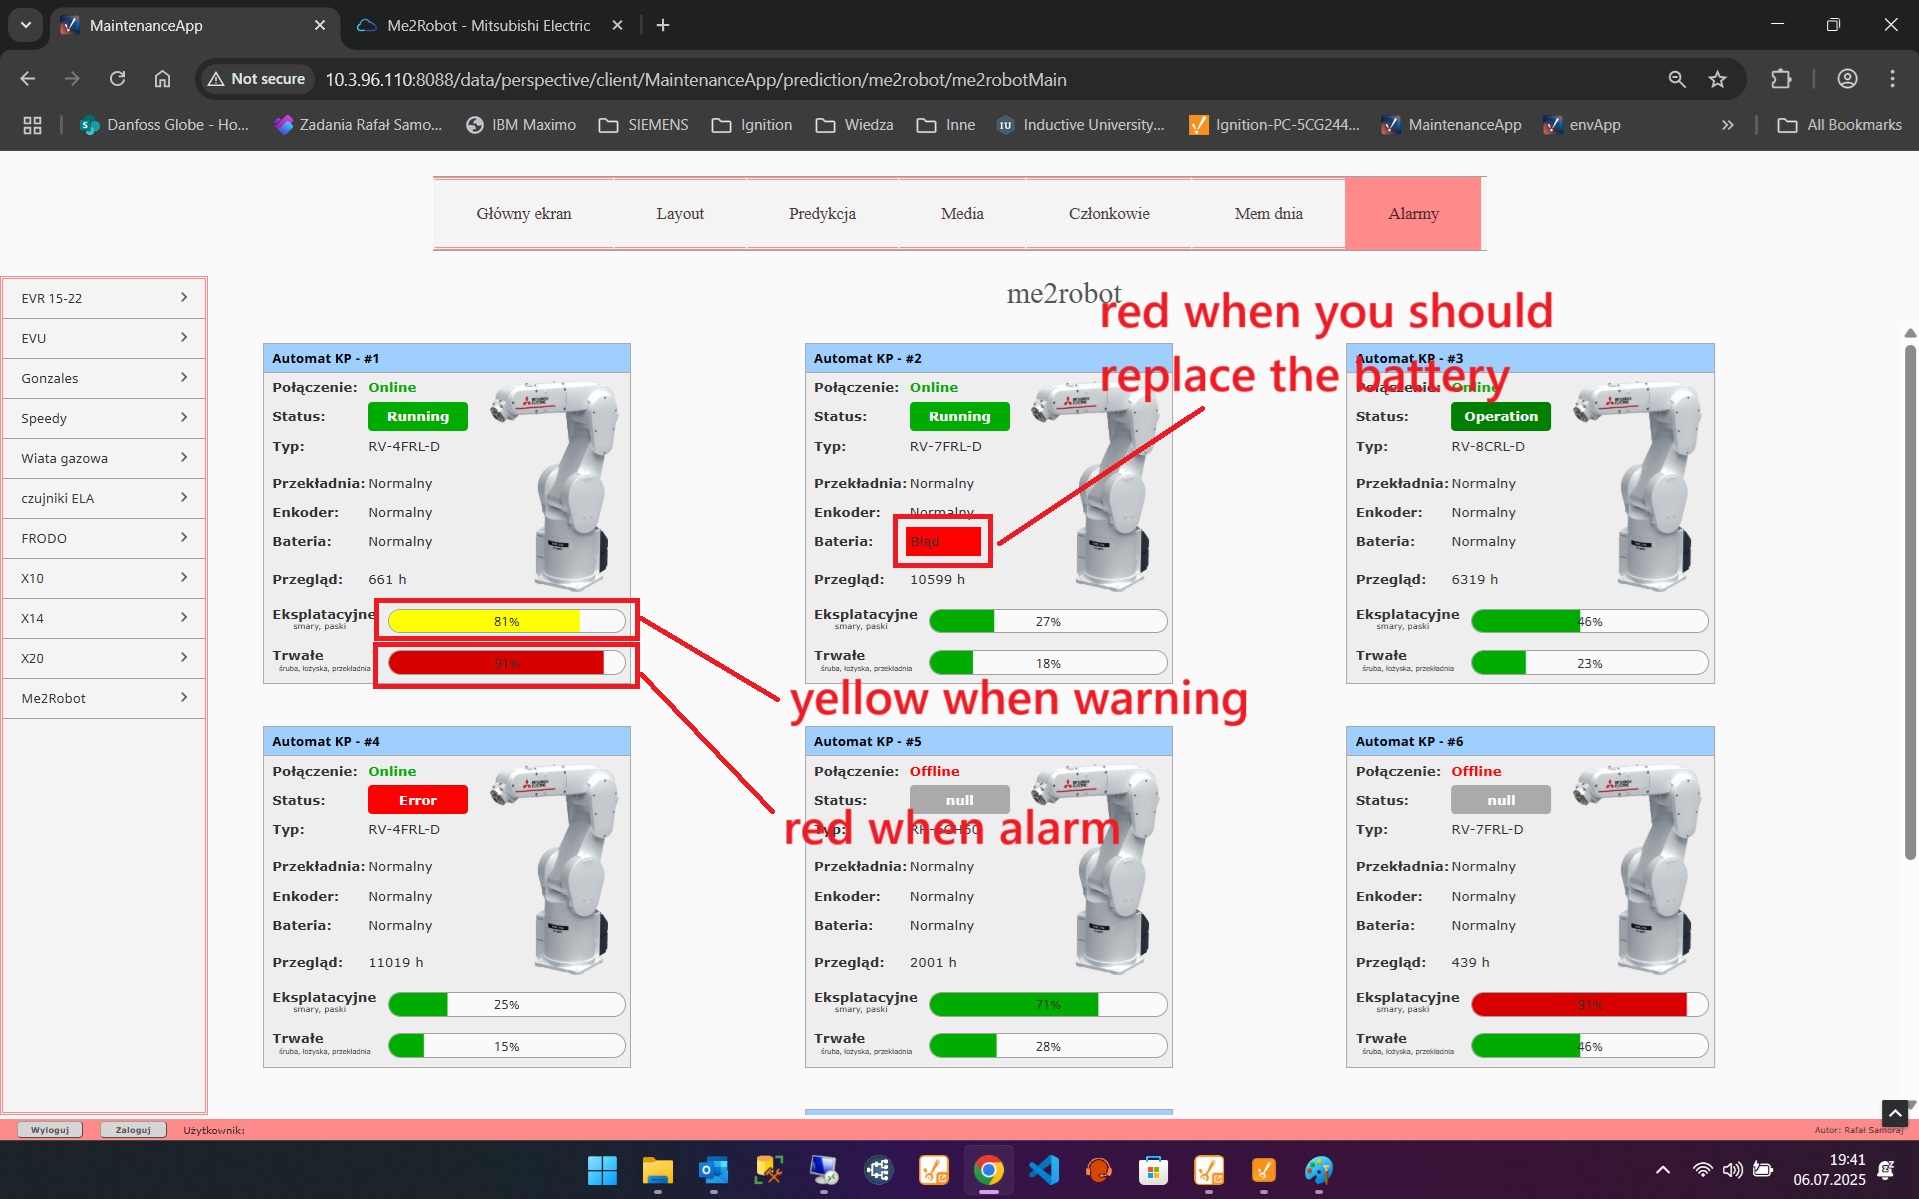 MaintenanceApp
Me2Robot - Mitsubishi Electric
Not secure
10.3.96.110:8088/data/perspective/client/MaintenanceApp/prediction/me2robot/me2robotMain
Danfoss Globe - Ho...
Zadania Rafał Samo...
IBM Maximo
SIEMENS
Ignition
Wiedza
Inne
Inductive University...
Ignition-PC-5CG244...
MaintenanceApp
envApp
All Bookmarks
Główny ekran
Layout
Predykcja
Media
Członkowie
Mem dnia
Alarmy
EVR 15-22
EVU
Gonzales
Speedy
Wiata gazowa
czujniki ELA
FRODO
X10
X14
X20
Me2Robot
me2robot
red when you should
replace the battery
Automat KP - #1
Połączenie: Online
Status: Running
Typ: RV-4FRL-D
Przekładnia: Normalny
Enkoder: Normalny
Bateria: Normalny
Przegląd: 661 h
Eksplatacyjne 81%
smary, paski
Trwałe 91%
śruba, łożyska, przekładnia
Automat KP - #2
Połączenie: Online
Status: Running
Typ: RV-7FRL-D
Przekładnia: Normalny
Enkoder: Normalny
Bateria: Błąd
Przegląd: 10599 h
Eksplatacyjne 27%
smary, paski
Trwałe 18%
śruba, łożyska, przekładnia
Automat KP - #3
Połączenie: Online
Status: Operation
Typ: RV-8CRL-D
Przekładnia: Normalny
Enkoder: Normalny
Bateria: Normalny
Przegląd: 6319 h
Eksplatacyjne 46%
smary, paski
Trwałe 23%
śruba, łożyska, przekładnia
yellow when warning
red when alarm
Automat KP - #4
Połączenie: Online
Status: Error
Typ: RV-4FRL-D
Przekładnia: Normalny
Enkoder: Normalny
Bateria: Normalny
Przegląd: 11019 h
Eksplatacyjne 25%
smary, paski
Trwałe 15%
śruba, łożyska, przekładnia
Automat KP - #5
Połączenie: Offline
Status: null
Typ:
Przekładnia: Normalny
Enkoder: Normalny
Bateria: Normalny
Przegląd: 2001 h
Eksplatacyjne 71%
smary, paski
Trwałe 28%
śruba, łożyska, przekładnia
Automat KP - #6
Połączenie: Offline
Status: null
Typ: RV-7FRL-D
Przekładnia: Normalny
Enkoder: Normalny
Bateria: Normalny
Przegląd: 439 h
Eksplatacyjne 91%
smary, paski
Trwałe 46%
śruba, łożyska, przekładnia
Wyloguj
Zaloguj
Użytkownik:
Autor: Rafał Samoraj
19:41
06.07.2025